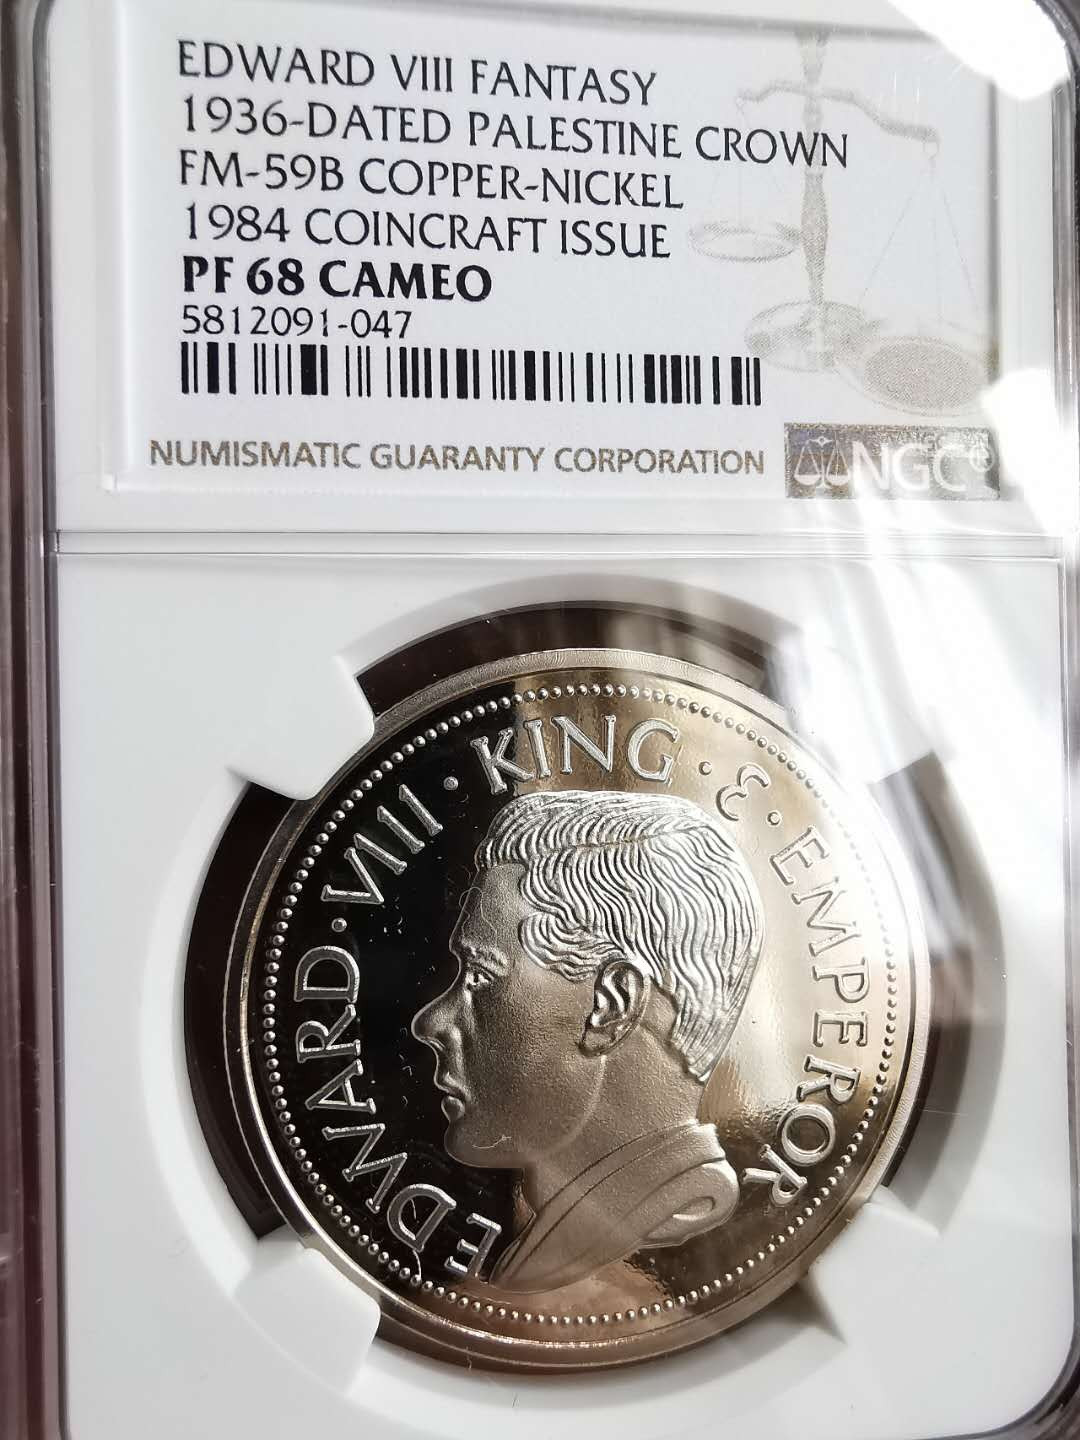 EDWARD VIII FANTASY
1936-DATED PALESTINE CROWN
FM-59B COPPER-NICKEL
1984 COINCRAFT ISSUE
PF 68 CAMEO
5812091-047
NUMISMATIC GUARANTY CORPORATION
NGC®
EDWARD·VIII·KING·&·EMPEROR